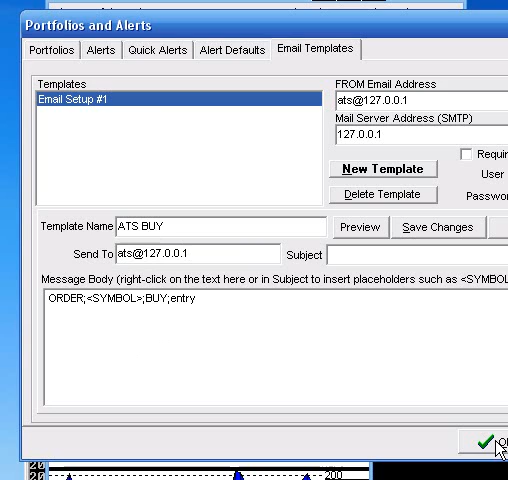 Portfolios and Alerts
Portfolios Alerts Quick Alerts Alert Defaults Email Templates
Templates
Email Setup #1
FROM Email Address
ats@127.0.0.1
Mail Server Address (SMTP)
127.0.0.1
Requir
New Template
User
Delete Template
Passwo
Template Name ATS BUY Preview Save Changes
Send To ats@127.0.0.1 Subject
Message Body (right-click on the text here or in Subject to insert placeholders such as <SYMBOL
ORDER;<SYMBOL>;BUY;entry
200